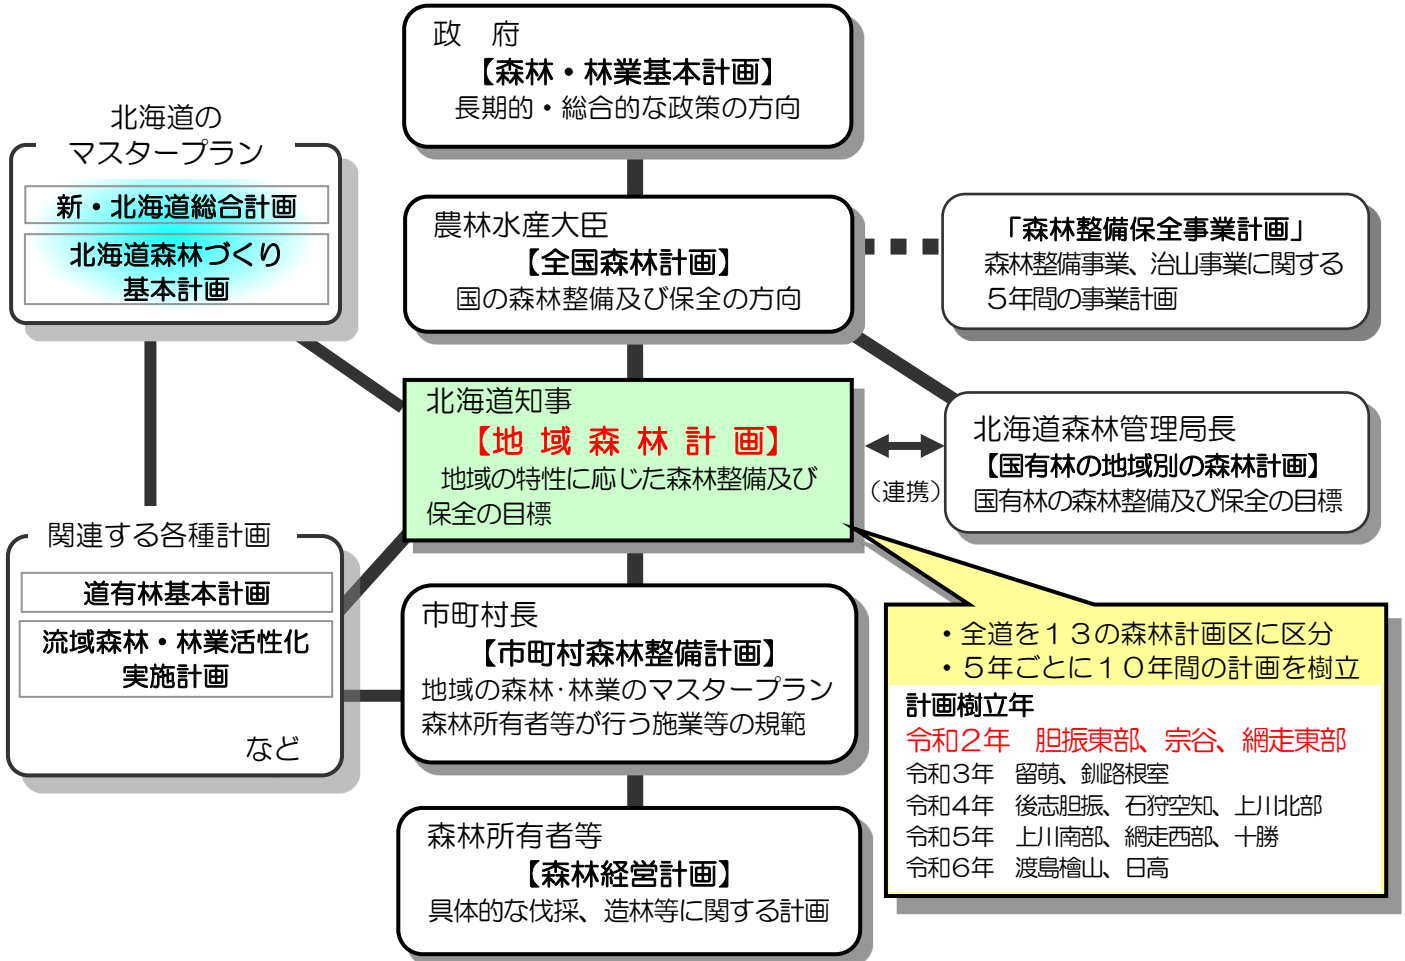 政　府
【森林・林業基本計画】
長期的・総合的な政策の方向
北海道の
マスタープラン
新・北海道総合計画
北海道森林づくり
基本計画
農林水産大臣
【全国森林計画】
国の森林整備及び保全の方向
「森林整備保全事業計画」
森林整備事業、治山事業に関する
５年間の事業計画
北海道知事
【地 域 森 林 計 画】
地域の特性に応じた森林整備及び
保全の目標
（連携）
北海道森林管理局長
【国有林の地域別の森林計画】
国有林の森林整備及び保全の目標
関連する各種計画
道有林基本計画
流域森林・林業活性化
実施計画
など
市町村長
【市町村森林整備計画】
地域の森林・林業のマスタープラン
森林所有者等が行う施業等の規範
・全道を１３の森林計画区に区分
・５年ごとに１０年間の計画を樹立
計画樹立年
令和２年　胆振東部、宗谷、網走東部
令和３年　留萌、釧路根室
令和４年　後志胆振、石狩空知、上川北部
令和５年　上川南部、網走西部、十勝
令和６年　渡島檜山、日高
森林所有者等
【森林経営計画】
具体的な伐採、造林等に関する計画